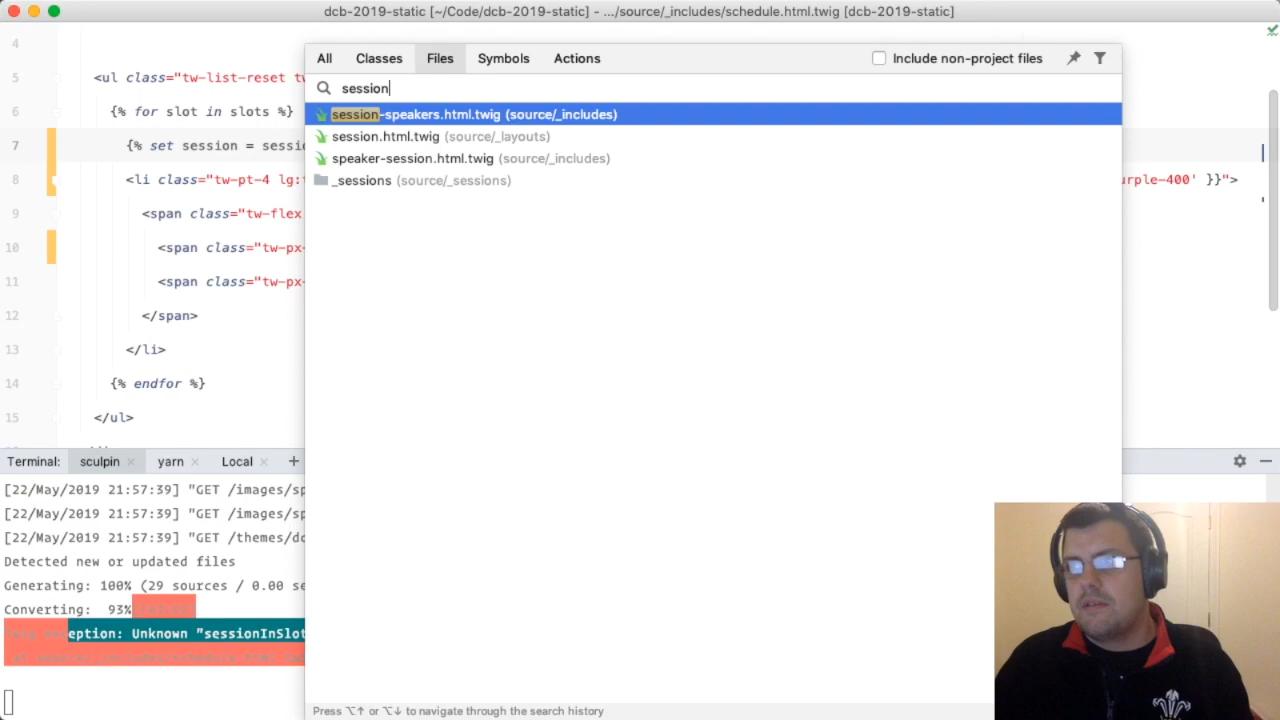 dcb-2019-static [~/Code/dcb-2019-static] - .../source/_includes/schedule.html.twig [dcb-2019-static]
All Classes Files Symbols Actions Include non-project files
session
session-speakers.html.twig (source/_includes)
session.html.twig (source/_layouts)
speaker-session.html.twig (source/_includes)
_sessions (source/_sessions)
Press ⌥↑ or ⌥↓ to navigate through the search history
4
5 <ul class="tw-list-reset tw
6 {% for slot in slots %}
7 {% set session = sessio
8 <li class="tw-pt-4 lg:t urple-400' }}">
9 <span class="tw-flex
10 <span class="tw-px-
11 <span class="tw-px-
12 </span>
13 </li>
14 {% endfor %}
15 </ul>
Terminal: sculpin yarn Local +
[22/May/2019 21:57:39] "GET /images/sp
[22/May/2019 21:57:39] "GET /images/sp
[22/May/2019 21:57:39] "GET /themes/dc
Detected new or updated files
Generating: 100% (29 sources / 0.00 se
Converting: 93%
eption: Unknown "sessionInSlot